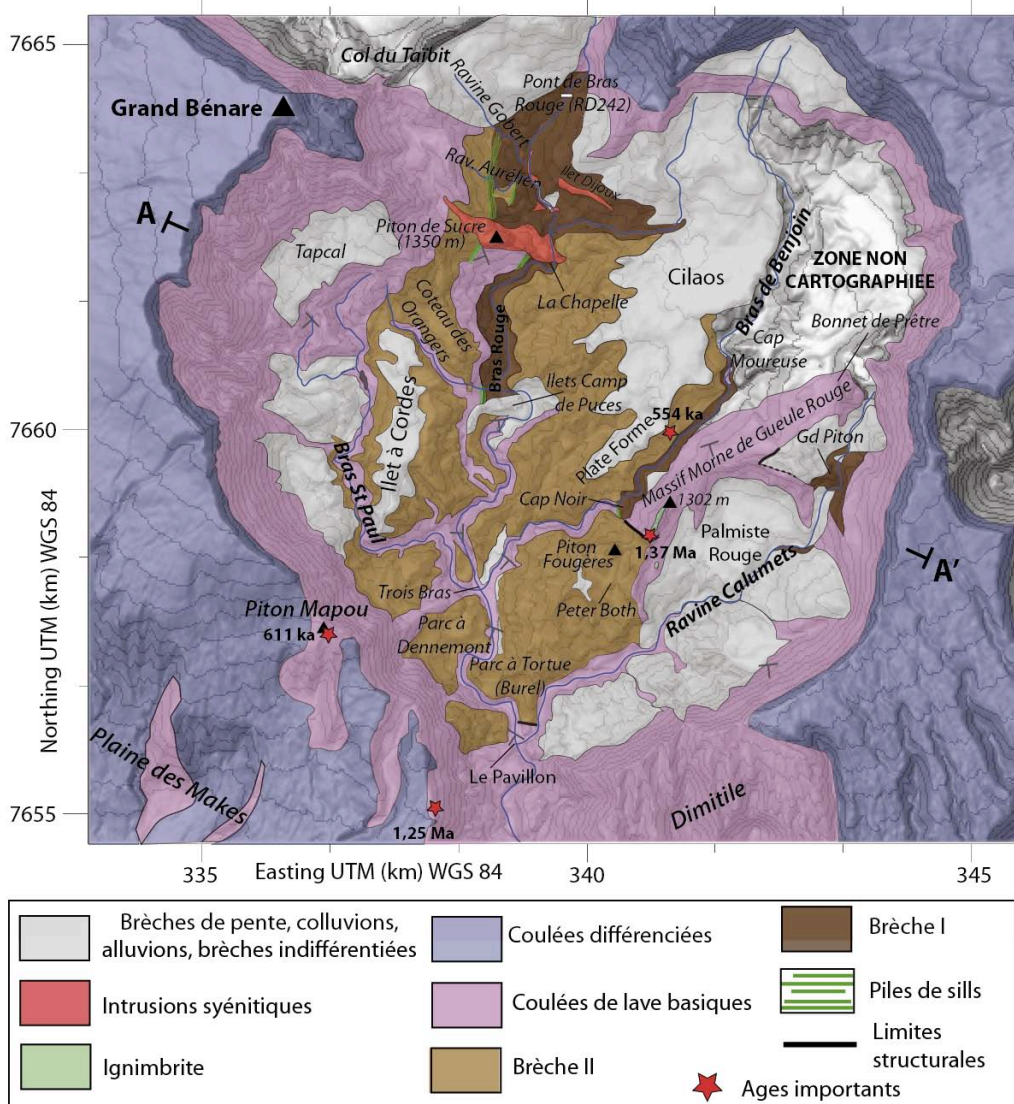 7665
7660
7655
Northing UTM (km) WGS 84
Col du Taïbit
Grand Bénare
Ravine Gobert
Pont de Bras
Rouge (RD242)
Rav. Aurélien
Ilet Dijoux
A
Piton de Sucre
(1350 m)
Tapcal
La Chapelle
Cilaos
Bras de Benjoin
ZONE NON
CARTOGRAPHIEE
Coteau des
Orangers
Bras Rouge
Cap
Moureuse
Bonnet de Prêtre
Ilets Camp
de Puces
Ilet à Cordes
Plate Forme
554 ka
Massif Morne de Gueule Rouge
Gd Piton
Bras St Paul
Cap Noir
1302 m
Palmiste
Rouge
1,37 Ma
Piton
Fougères
A'
Trois Bras
Peter Both
Ravine Calumets
Piton Mapou
611 ka
Parc à
Dennemont
Parc à Tortue
(Burel)
Plaine des Makes
Le Pavillon
Dimitile
1,25 Ma
335
Easting UTM (km) WGS 84
340
345
Brèches de pente, colluvions,
alluvions, brèches indifférentiées
Intrusions syénitiques
Ignimbrite
Coulées différenciées
Coulées de lave basiques
Brèche II
Brèche I
Piles de sills
Limites
structurales
Ages importants